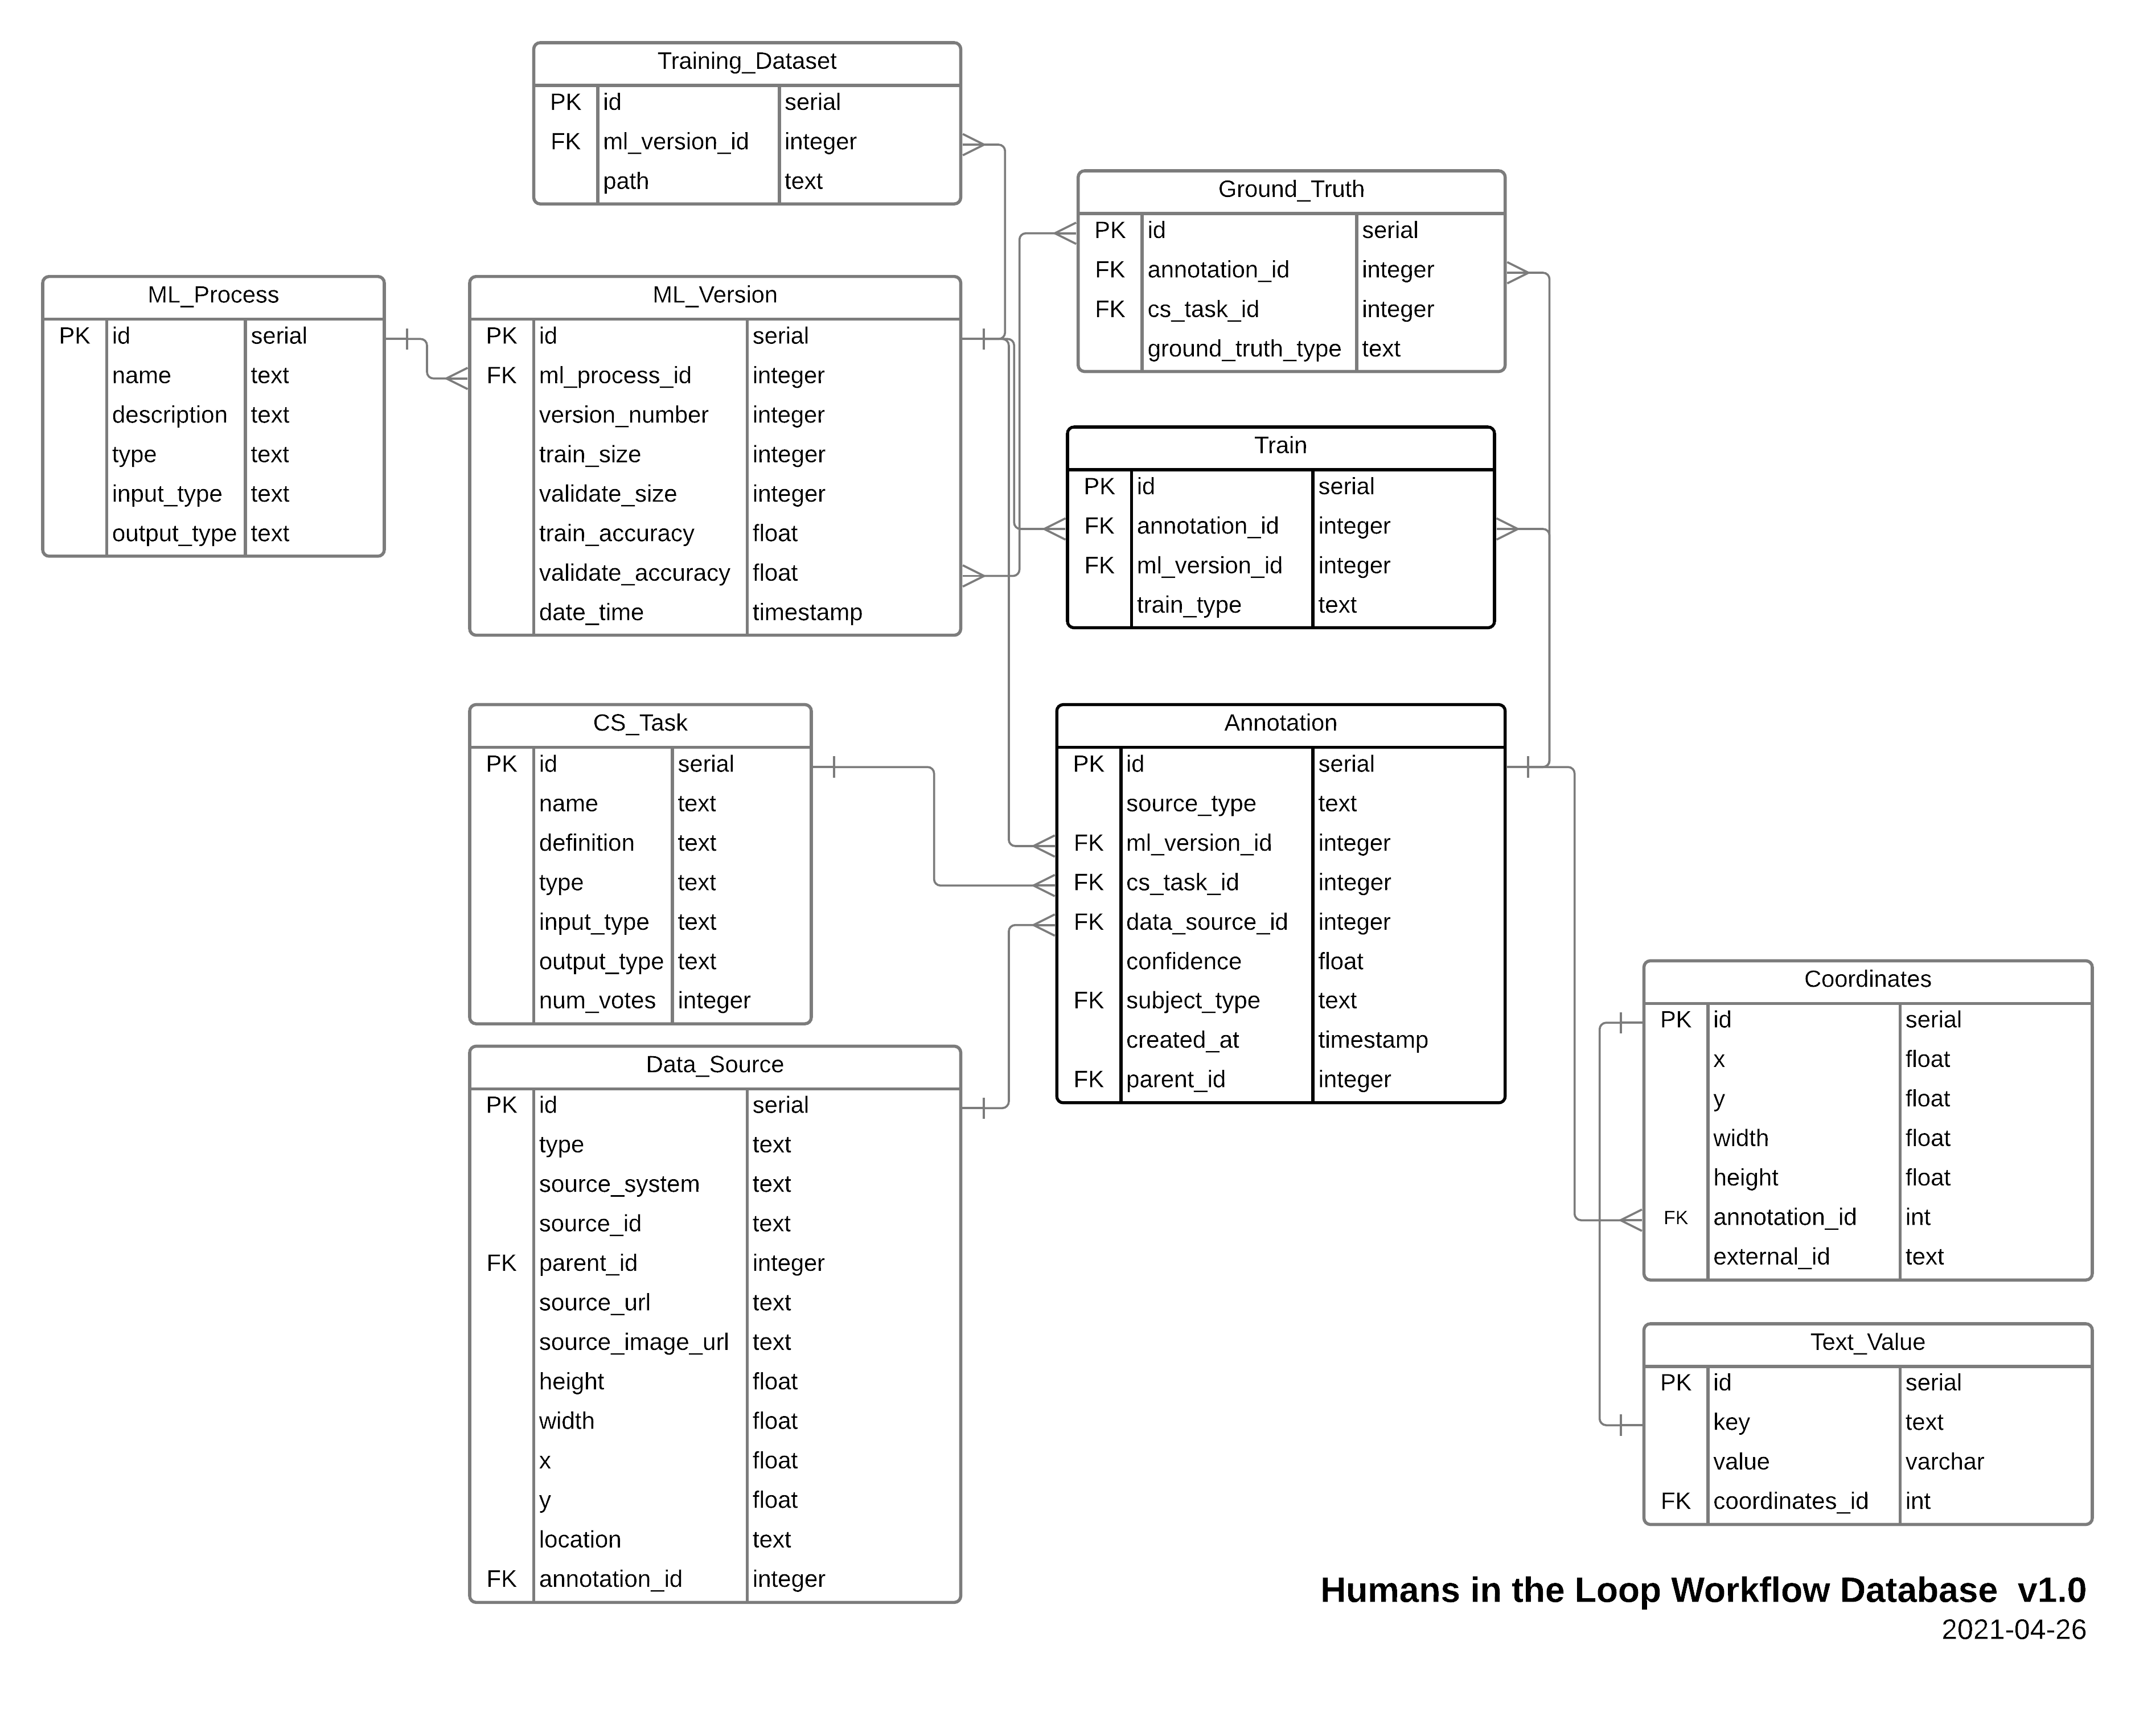 Training_Dataset
PK id serial
FK ml_version_id integer
path text
Ground_Truth
PK id serial
FK annotation_id integer
FK cs_task_id integer
ground_truth_type text
ML_Process
PK id serial
name text
description text
type text
input_type text
output_type text
ML_Version
PK id serial
FK ml_process_id integer
version_number integer
train_size integer
validate_size integer
train_accuracy float
validate_accuracy float
date_time timestamp
Train
PK id serial
FK annotation_id integer
FK ml_version_id integer
train_type text
CS_Task
PK id serial
name text
definition text
type text
input_type text
output_type text
num_votes integer
Annotation
PK id serial
source_type text
FK ml_version_id integer
FK cs_task_id integer
FK data_source_id integer
confidence float
FK subject_type text
created_at timestamp
FK parent_id integer
Data_Source
PK id serial
type text
source_system text
source_id text
FK parent_id integer
source_url text
source_image_url text
height float
width float
x float
y float
location text
FK annotation_id integer
Coordinates
PK id serial
x float
y float
width float
height float
FK annotation_id int
external_id text
Text_Value
PK id serial
key text
value varchar
FK coordinates_id int
Humans in the Loop Workflow Database v1.0
2021-04-26